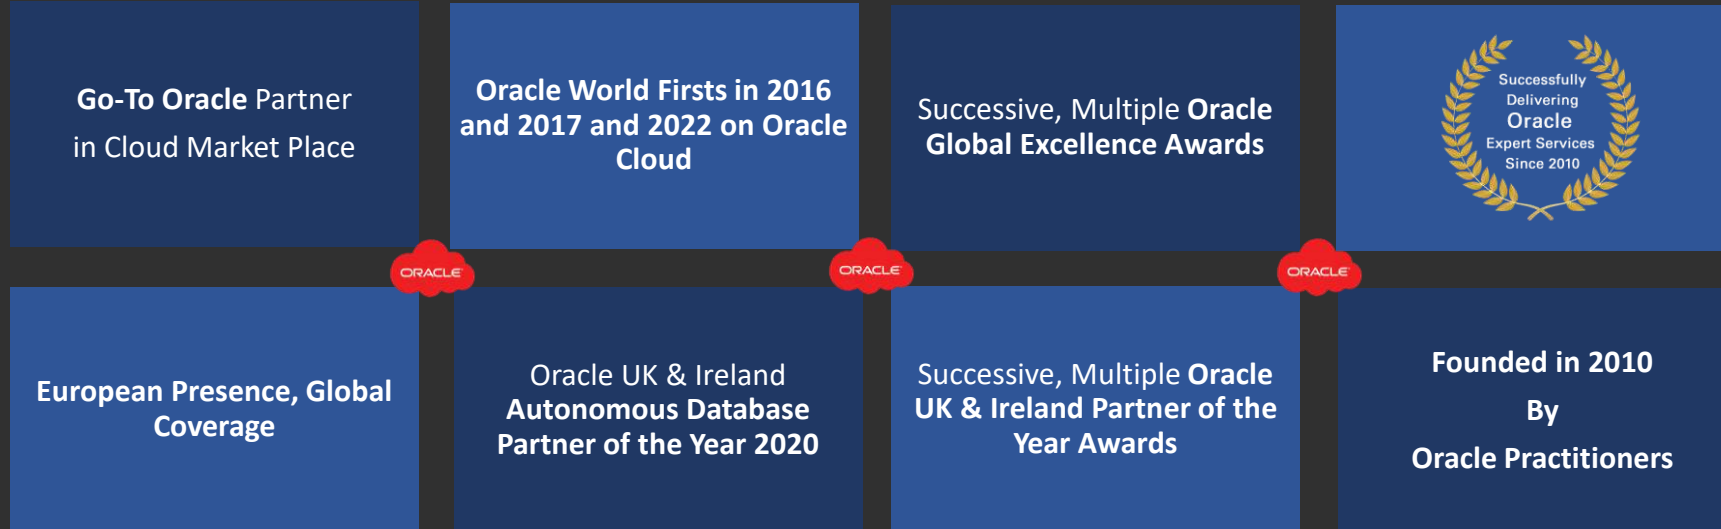 Go-To Oracle Partner
in Cloud Market Place
Oracle World Firsts in 2016
and 2017 and 2022 on Oracle
Cloud
Successive, Multiple Oracle
Global Excellence Awards
Successfully
Delivering
Oracle
Expert Services
Since 2010
ORACLE
ORACLE
ORACLE
European Presence, Global
Coverage
Oracle UK & Ireland
Autonomous Database
Partner of the Year 2020
Successive, Multiple Oracle
UK & Ireland Partner of the
Year Awards
Founded in 2010
By
Oracle Practitioners